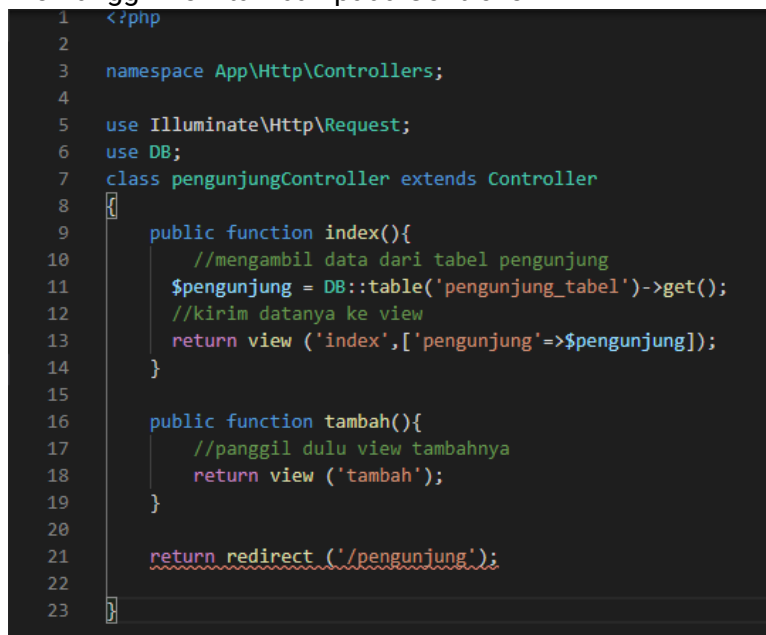 1 <?php
2
3 namespace App\Http\Controllers;
4
5 use Illuminate\Http\Request;
6 use DB;
7 class pengunjungController extends Controller
8 {
9 public function index(){
10 //mengambil data dari tabel pengunjung
11 $pengunjung = DB::table('pengunjung_tabel')->get();
12 //kirim datanya ke view
13 return view ('index',['pengunjung'=>$pengunjung]);
14 }
15
16 public function tambah(){
17 //panggil dulu view tambahnya
18 return view ('tambah');
19 }
20
21 return redirect ('/pengunjung');
22
23 }